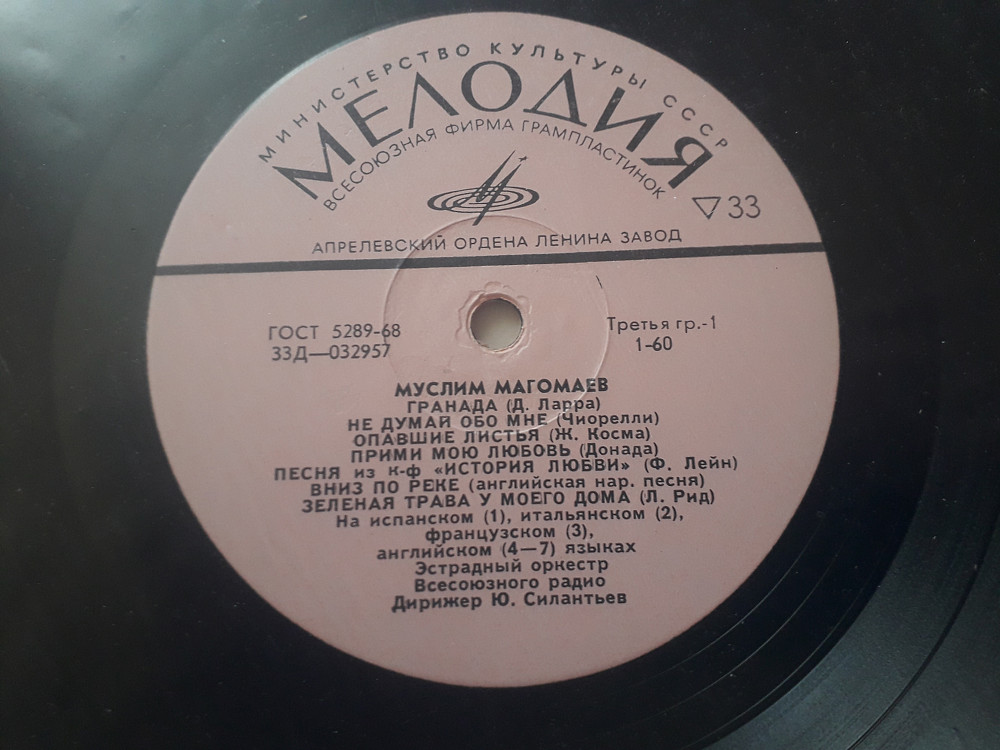 МИНИСТЕРСТВО КУЛЬТУРЫ СССР
МЕЛОДИЯ
ВСЕСОЮЗНАЯ ФИРМА ГРАМПЛАСТИНОК
▽33
АПРЕЛЕВСКИЙ ОРДЕНА ЛЕНИНА ЗАВОД
ГОСТ 5289-68
33Д—032957
Третья гр.-1
1-60
МУСЛИМ МАГОМАЕВ
ГРАНАДА (Д. Ларра)
НЕ ДУМАЙ ОБО МНЕ (Чиорелли)
ОПАВШИЕ ЛИСТЬЯ (Ж. Косма)
ПРИМИ МОЮ ЛЮБОВЬ (Донада)
ПЕСНЯ из к-ф «ИСТОРИЯ ЛЮБВИ» (Ф. Лейн)
ВНИЗ ПО РЕКЕ (английская нар. песня)
ЗЕЛЕНАЯ ТРАВА У МОЕГО ДОМА (Л. Рид)
На испанском (1), итальянском (2),
французском (3),
английском (4—7) языках
Эстрадный оркестр
Всесоюзного радио
Дирижер Ю. Силантьев